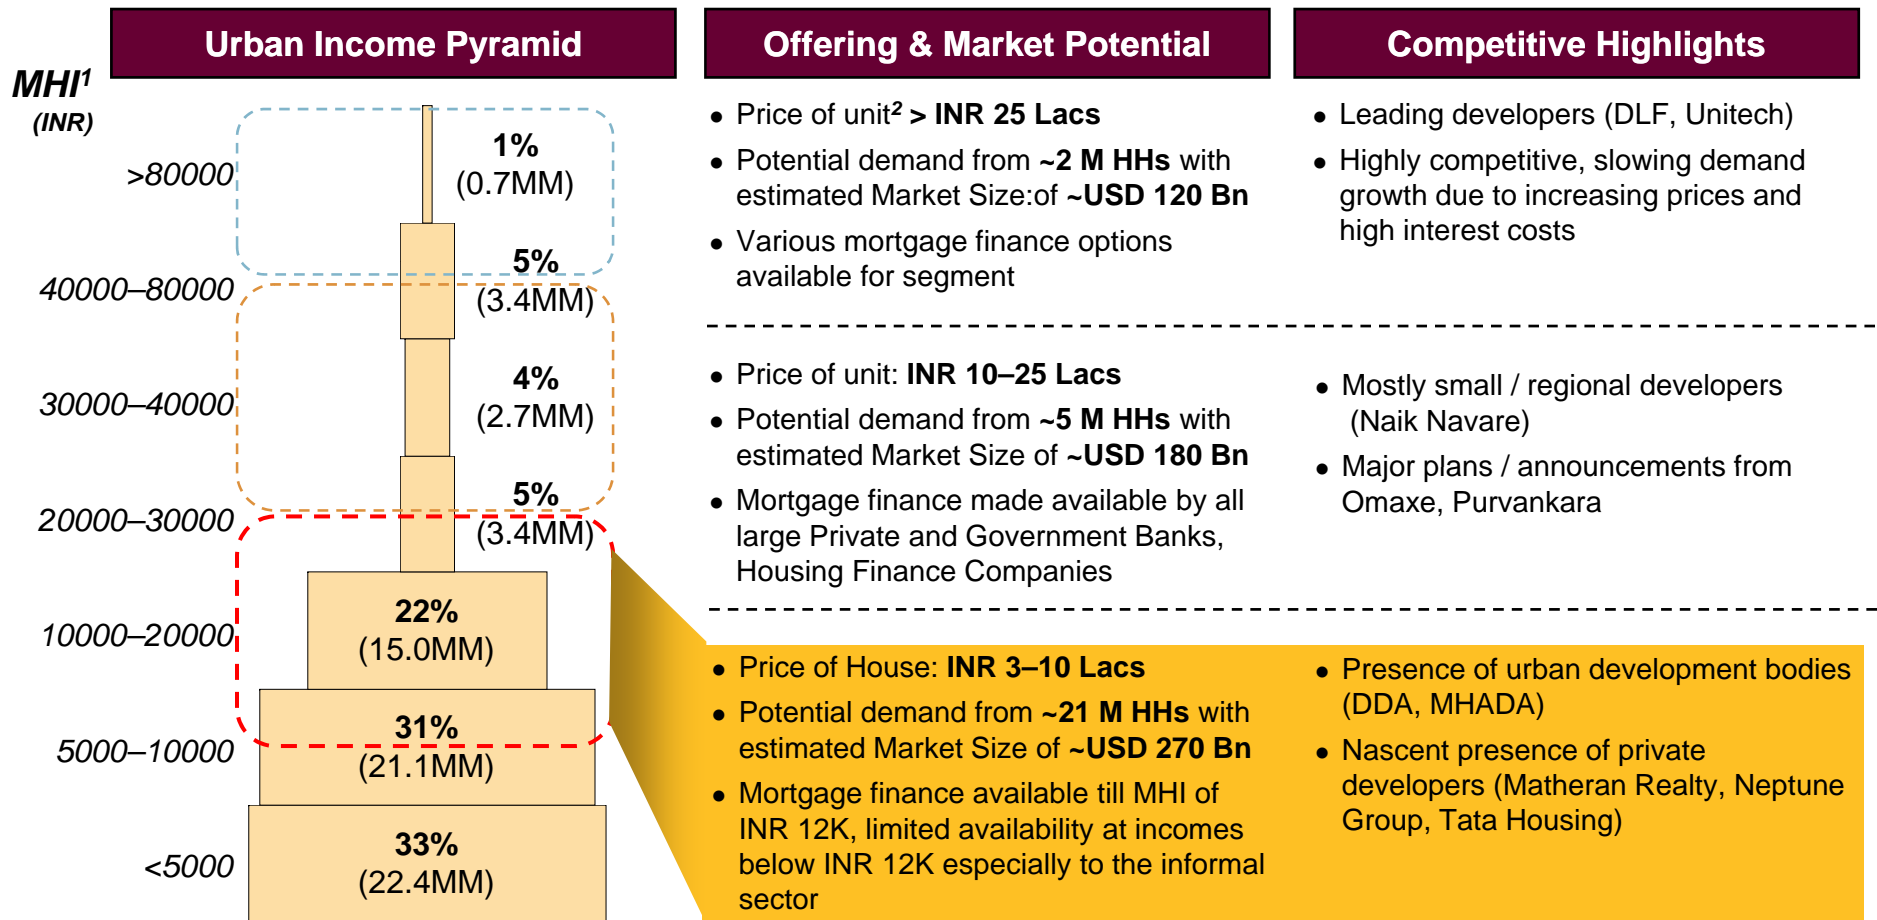 Urban Income Pyramid
Offering & Market Potential
Competitive Highlights
MHI¹
(INR)
>80000
1%
(0.7MM)
40000–80000
5%
(3.4MM)
30000–40000
4%
(2.7MM)
20000–30000
5%
(3.4MM)
10000–20000
22%
(15.0MM)
5000–10000
31%
(21.1MM)
<5000
33%
(22.4MM)
• Price of unit² > INR 25 Lacs
• Potential demand from ~2 M HHs with
estimated Market Size:of ~USD 120 Bn
• Various mortgage finance options
available for segment
• Leading developers (DLF, Unitech)
• Highly competitive, slowing demand
growth due to increasing prices and
high interest costs
• Price of unit: INR 10–25 Lacs
• Potential demand from ~5 M HHs with
estimated Market Size of ~USD 180 Bn
• Mortgage finance made available by all
large Private and Government Banks,
Housing Finance Companies
• Mostly small / regional developers
(Naik Navare)
• Major plans / announcements from
Omaxe, Purvankara
• Price of House: INR 3–10 Lacs
• Potential demand from ~21 M HHs with
estimated Market Size of ~USD 270 Bn
• Mortgage finance available till MHI of
INR 12K, limited availability at incomes
below INR 12K especially to the informal
sector
• Presence of urban development bodies
(DDA, MHADA)
• Nascent presence of private
developers (Matheran Realty, Neptune
Group, Tata Housing)